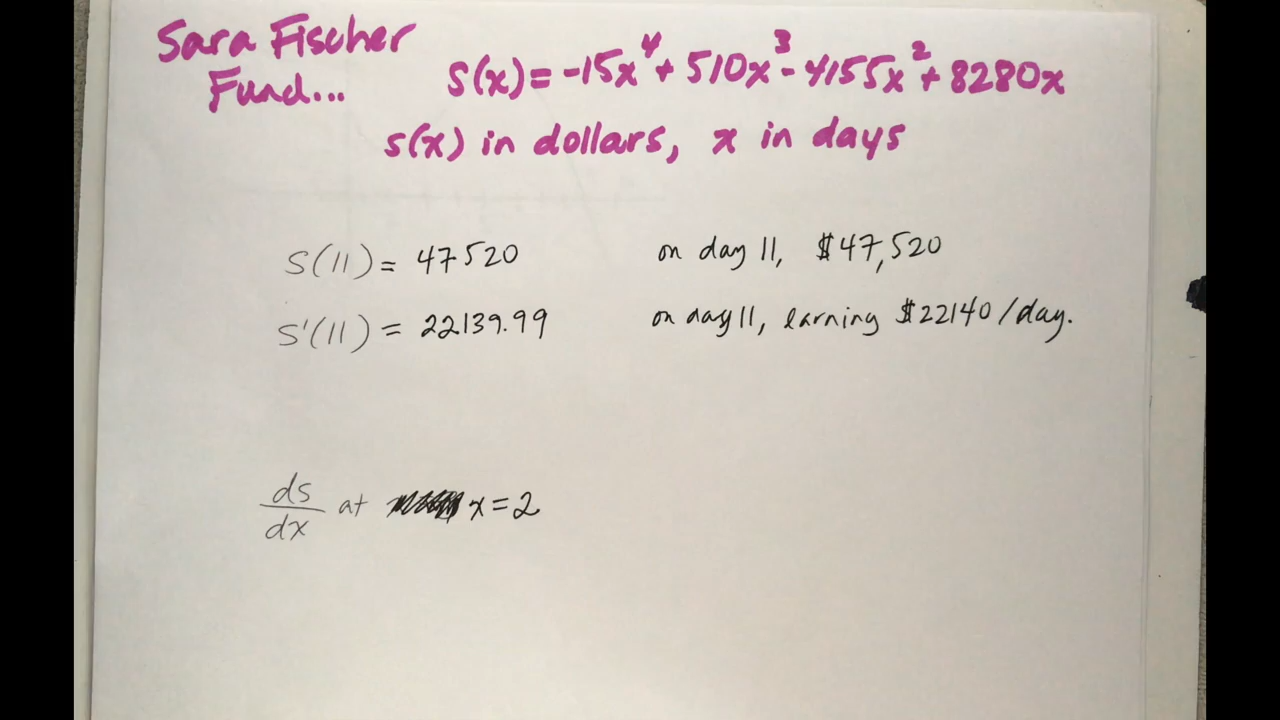 Sara Fischer
Fund...
S(x) = -15x⁴ + 510x³ - 4155x² + 8280x
s(x) in dollars, x in days
S(11) = 47520
on day 11, $47,520
S'(11) = 22139.99
on day 11, earning $22140/day.
ds/dx at x=2